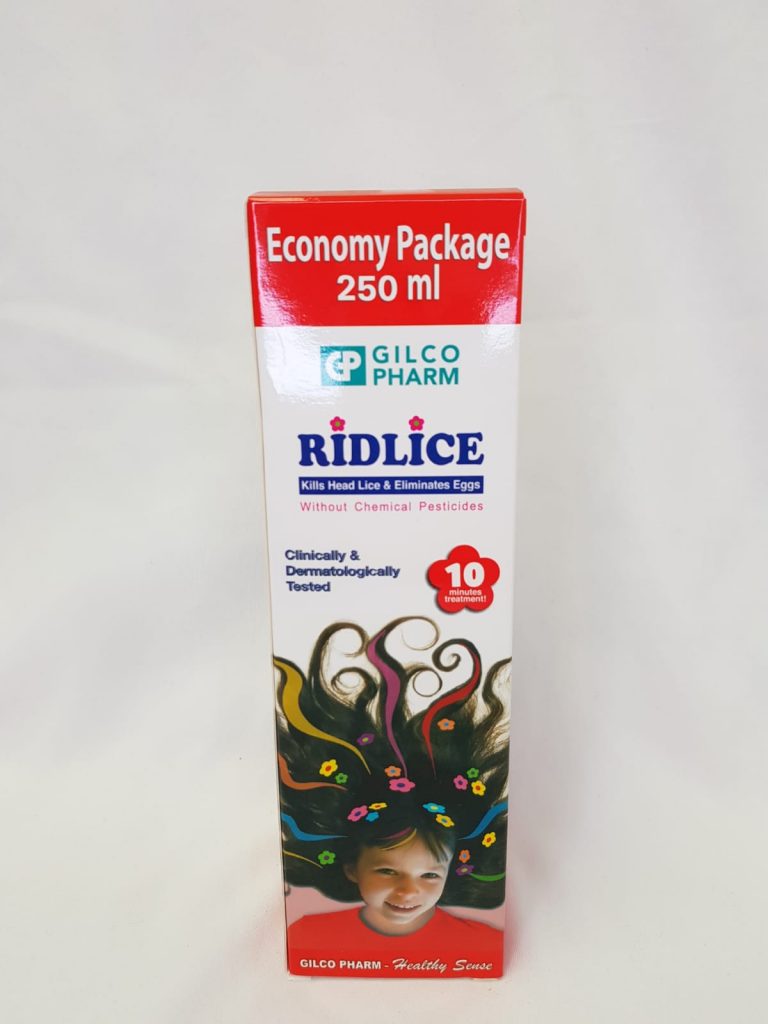 Economy Package
250 ml
GP GILCO
PHARM
RIDLICE
Kills Head Lice & Eliminates Eggs
Without Chemical Pesticides
Clinically &
Dermatologically
Tested
10
minutes
treatment!
GILCO PHARM - Healthy Sense